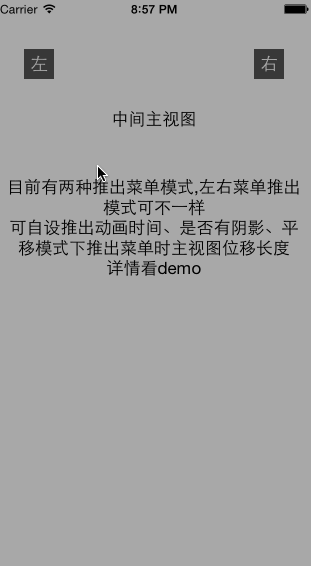 Carrier 8:57 PM
左 右
中间主视图
目前有两种推出菜单模式,左右菜单推出
模式可不一样
可自设推出动画时间、是否有阴影、平
移模式下推出菜单时主视图位移长度
详情看demo